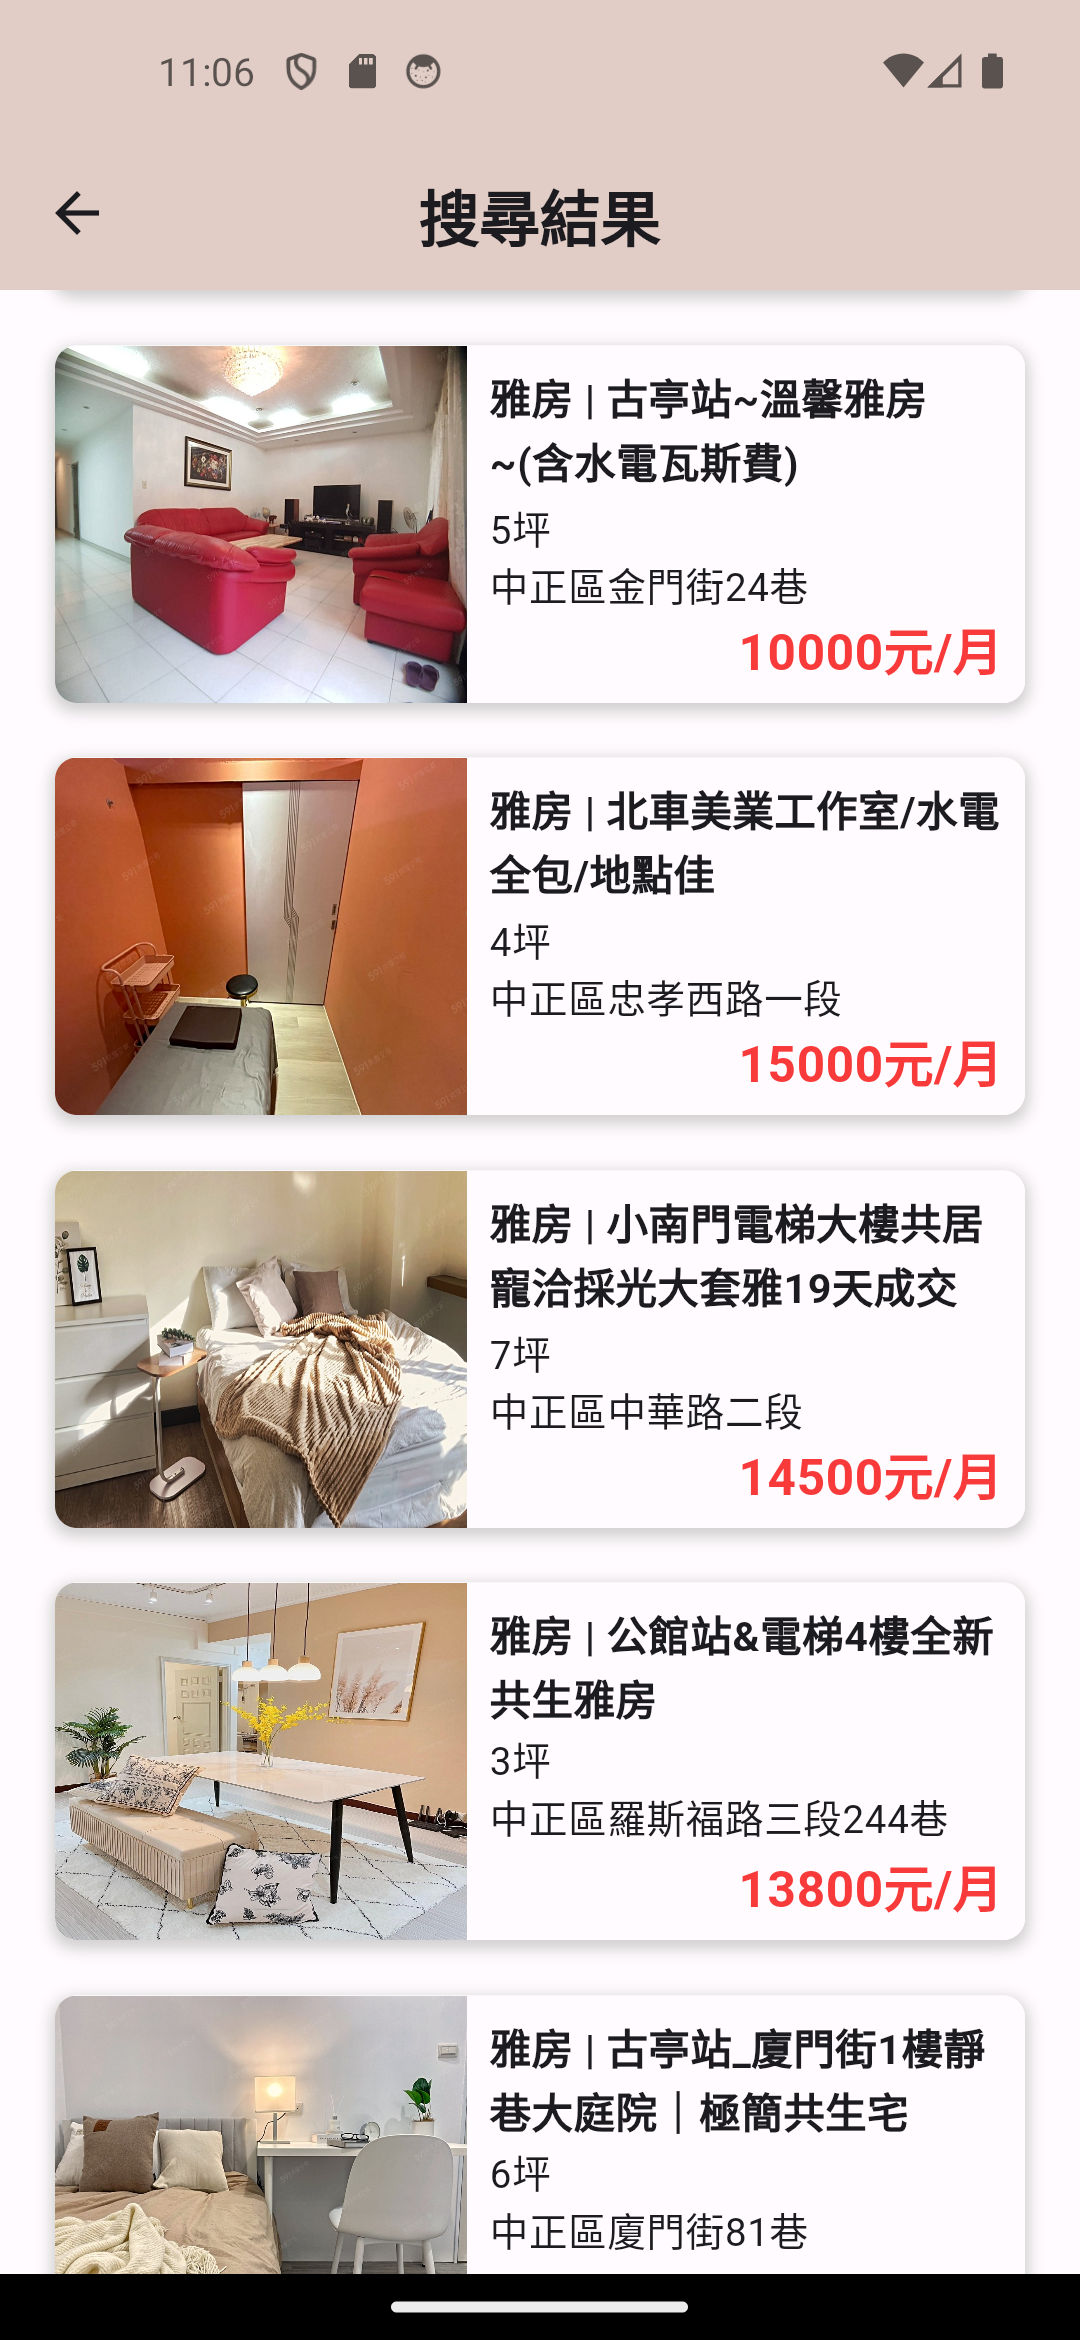 11:06
搜尋結果
雅房 | 古亭站~溫馨雅房
~(含水電瓦斯費)
5坪
中正區金門街24巷
10000元/月
雅房 | 北車美業工作室/水電
全包/地點佳
4坪
中正區忠孝西路一段
15000元/月
雅房 | 小南門電梯大樓共居
寵洽採光大套雅19天成交
7坪
中正區中華路二段
14500元/月
雅房 | 公館站&電梯4樓全新
共生雅房
3坪
中正區羅斯福路三段244巷
13800元/月
雅房 | 古亭站_廈門街1樓靜
巷大庭院｜極簡共生宅
6坪
中正區廈門街81巷